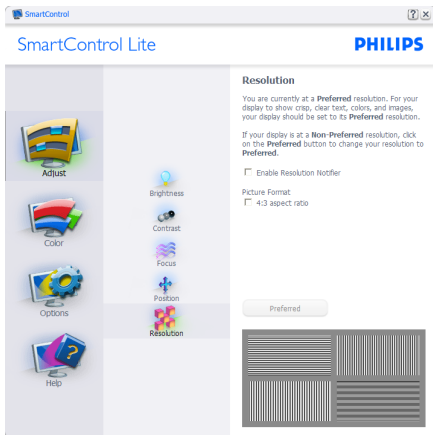 SmartControl
SmartControl Lite
PHILIPS
Adjust
Color
Options
Help
Brightness
Contrast
Focus
Position
Resolution
Resolution
You are currently at a Preferred resolution. For your
display to show crisp, clear text, colors, and images,
your display should be set to its Preferred resolution.
If your display is at a Non-Preferred resolution, click
on the Preferred button to change your resolution to
Preferred.
Enable Resolution Notifier
Picture Format
4:3 aspect ratio
Preferred